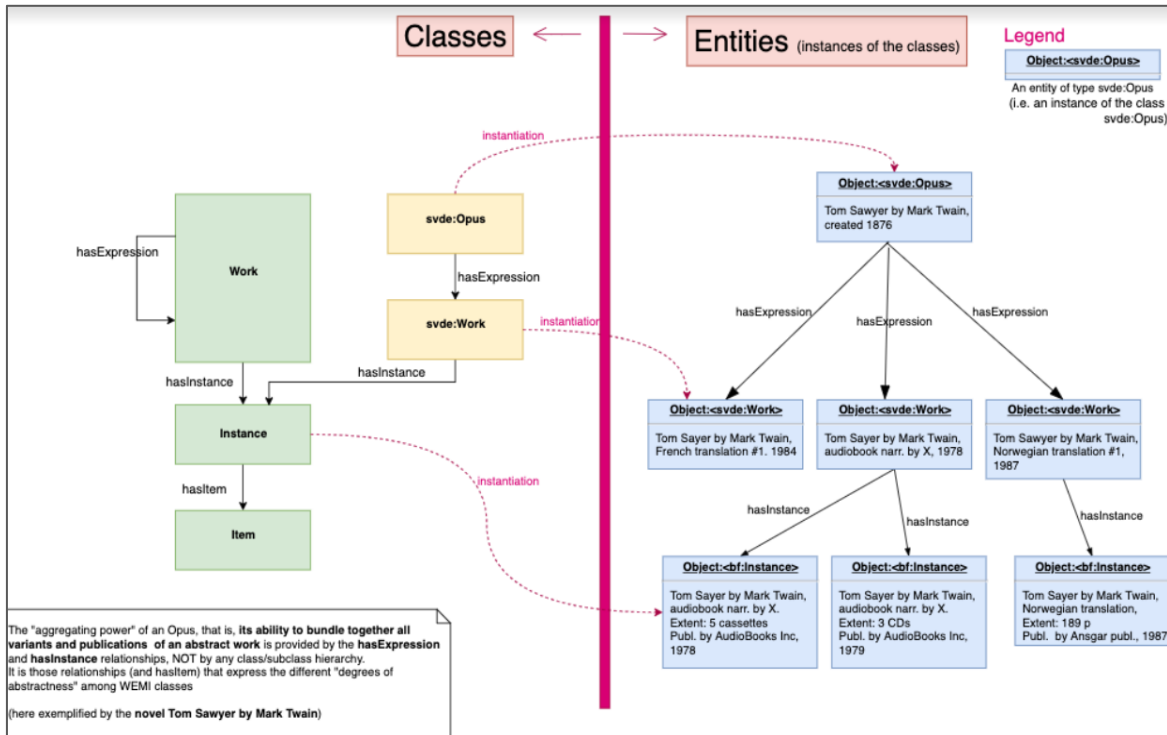 Classes
Entities (instances of the classes)
Legend
Object:<svde:Opus>
An entity of type svde:Opus
(i.e. an instance of the class
svde:Opus)
instantiation
Object:<svde:Opus>
Tom Sawyer by Mark Twain,
created 1876
hasExpression
Work
svde:Opus
hasExpression
svde:Work
instantiation
hasExpression
hasExpression
hasExpression
hasInstance
hasInstance
Instance
hasItem
Item
instantiation
Object:<svde:Work>
Tom Sayer by Mark Twain,
French translation #1. 1984
Object:<svde:Work>
Tom Sayer by Mark Twain,
audiobook narr. by X, 1978
Object:<svde:Work>
Tom Sawyer by Mark Twain,
Norwegian translation #1,
1987
hasInstance
hasInstance
hasInstance
Object:<bf:Instance>
Tom Sayer by Mark Twain,
audiobook narr. by X.
Extent: 5 cassettes
Publ. by AudioBooks Inc,
1978
Object:<bf:Instance>
Tom Sayer by Mark Twain,
audiobook narr. by X.
Extent: 3 CDs
Publ. by AudioBooks Inc,
1979
Object:<bf:Instance>
Tom Sayer by Mark Twain,
Norwegian translation,
Extent: 189 p
Publ. by Ansgar publ., 1987
The "aggregating power" of an Opus, that is, its ability to bundle together all
variants and publications of an abstract work is provided by the hasExpression
and hasInstance relationships, NOT by any class/subclass hierarchy.
It is those relationships (and hasItem) that express the different "degrees of
abstractness" among WEMI classes
(here exemplified by the novel Tom Sawyer by Mark Twain)